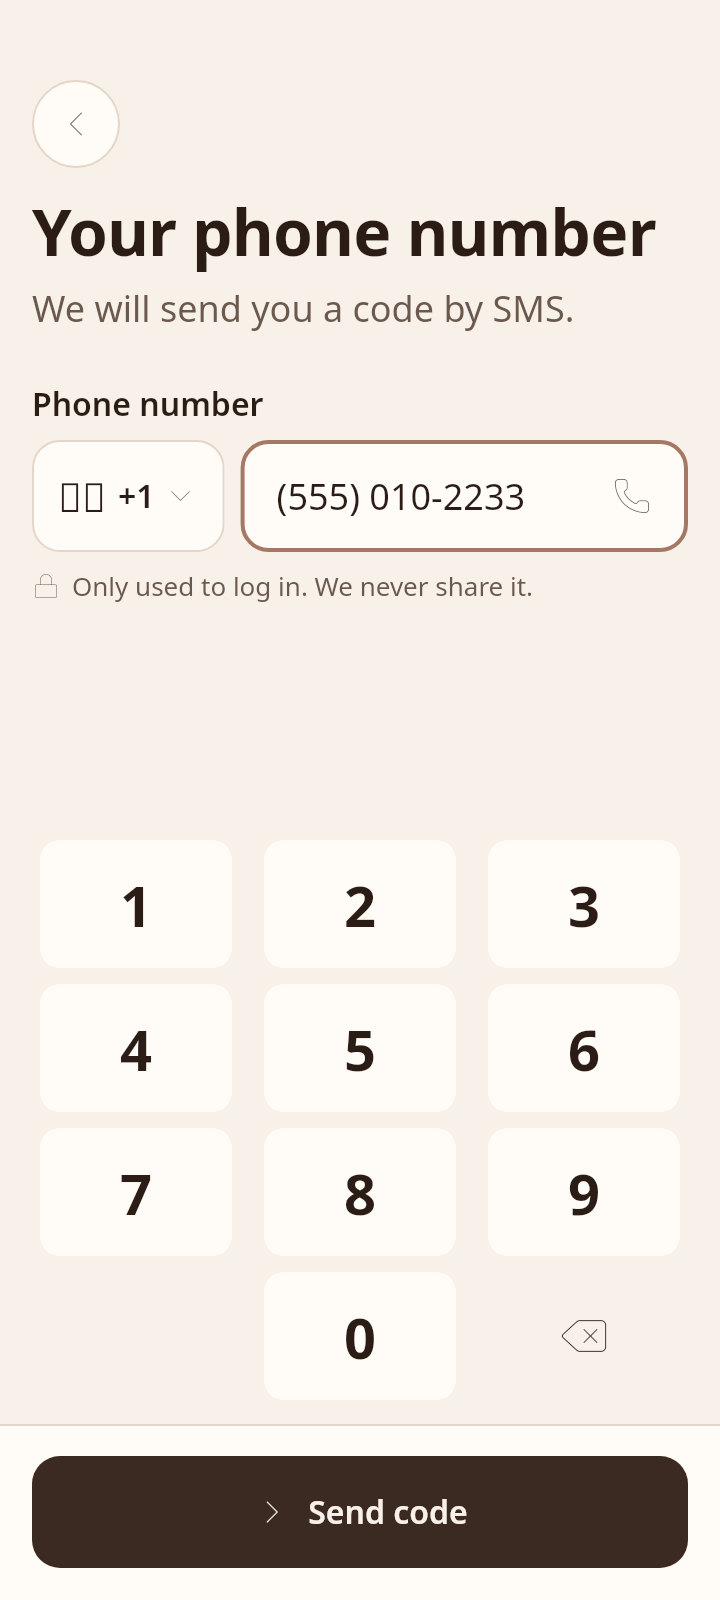 Your phone number
We will send you a code by SMS.
Phone number
+1
(555) 010-2233
Only used to log in. We never share it.
1 2 3
4 5 6
7 8 9
0
Send code